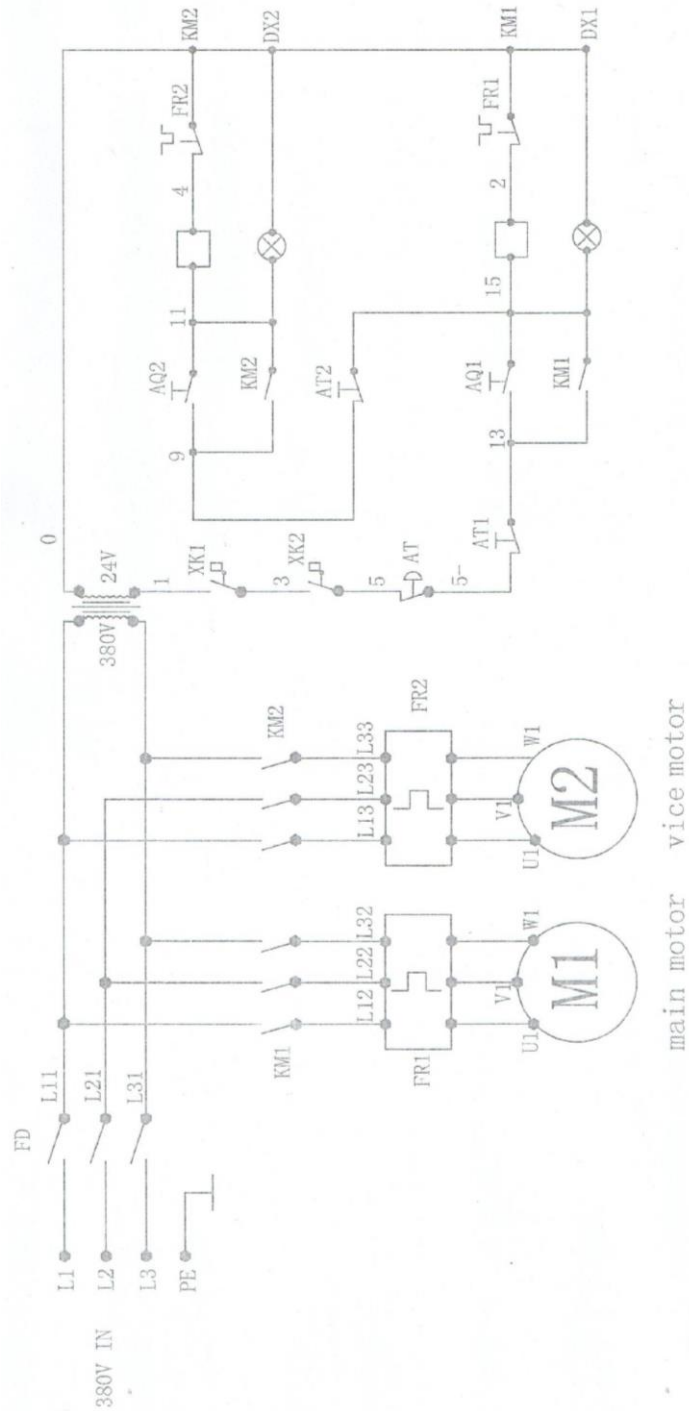 380V IN
L1
L2
L3
PE
FD
L11
L21
L31
KM1
L12
L22
L32
FR1
U1
V1
W1
M1
main motor
KM2
L13
L23
L33
FR2
U1
V1
W1
M2
vice motor
380V
24V
0
1
XK1
3
XK2
5
AT
5-
AT1
9
AQ2
11
4
FR2
KM2
KM2
DX2
AT2
13
AQ1
15
2
FR1
KM1
KM1
DX1